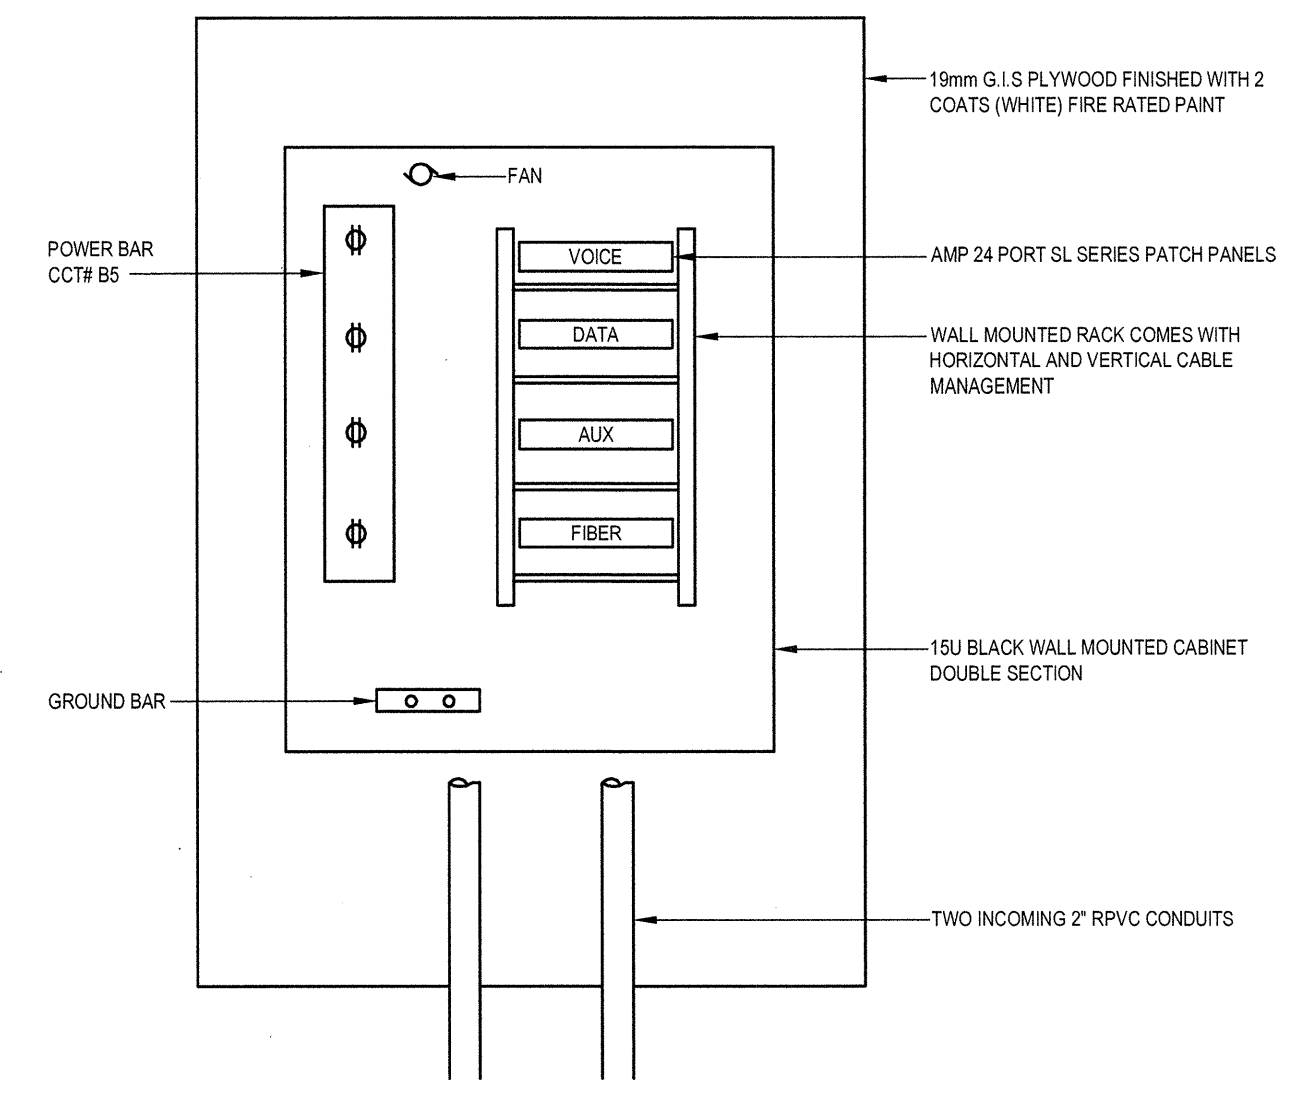 19mm G.I.S PLYWOOD FINISHED WITH 2
COATS (WHITE) FIRE RATED PAINT
FAN
POWER BAR
CCT# B5
VOICE
AMP 24 PORT SL SERIES PATCH PANELS
DATA
WALL MOUNTED RACK COMES WITH
HORIZONTAL AND VERTICAL CABLE
MANAGEMENT
AUX
FIBER
15U BLACK WALL MOUNTED CABINET
DOUBLE SECTION
GROUND BAR
TWO INCOMING 2" RPVC CONDUITS